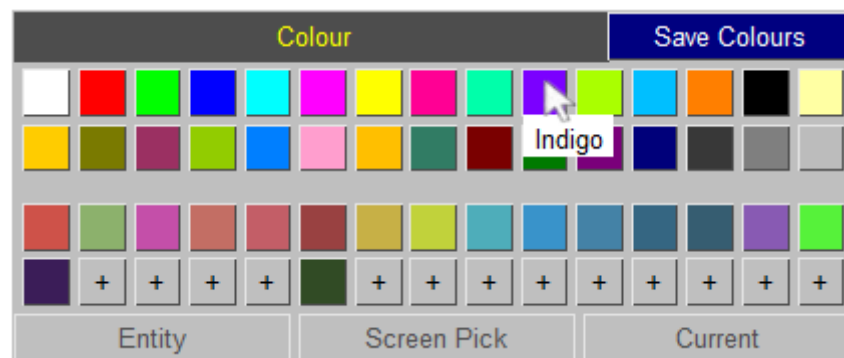 Colour
Save Colours
Indigo
+ + + + + + + + + + + + +
Entity
Screen Pick
Current